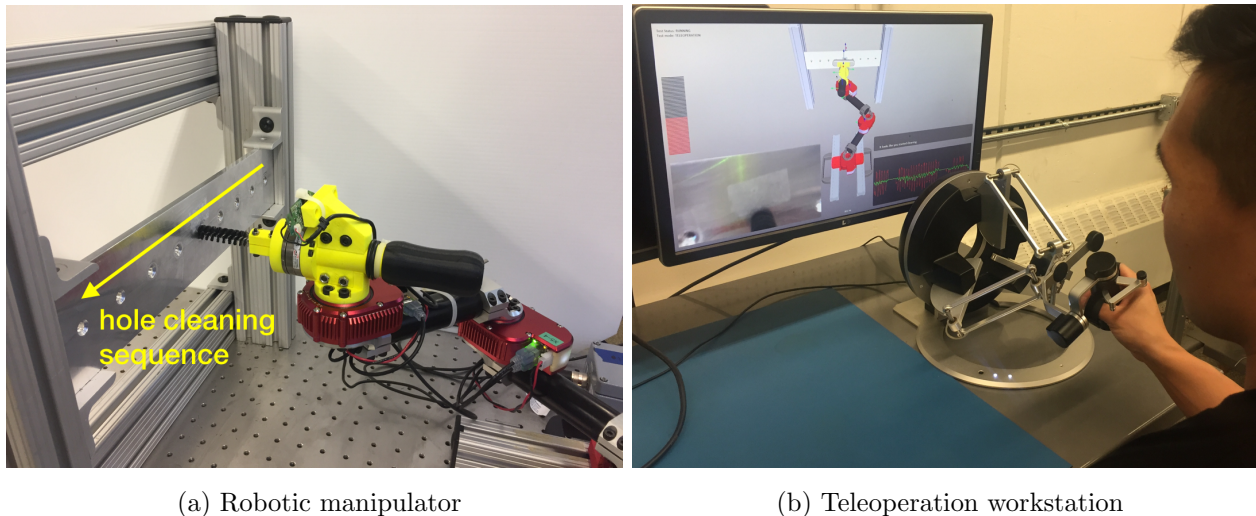 hole cleaning
sequence
(a) Robotic manipulator
(b) Teleoperation workstation